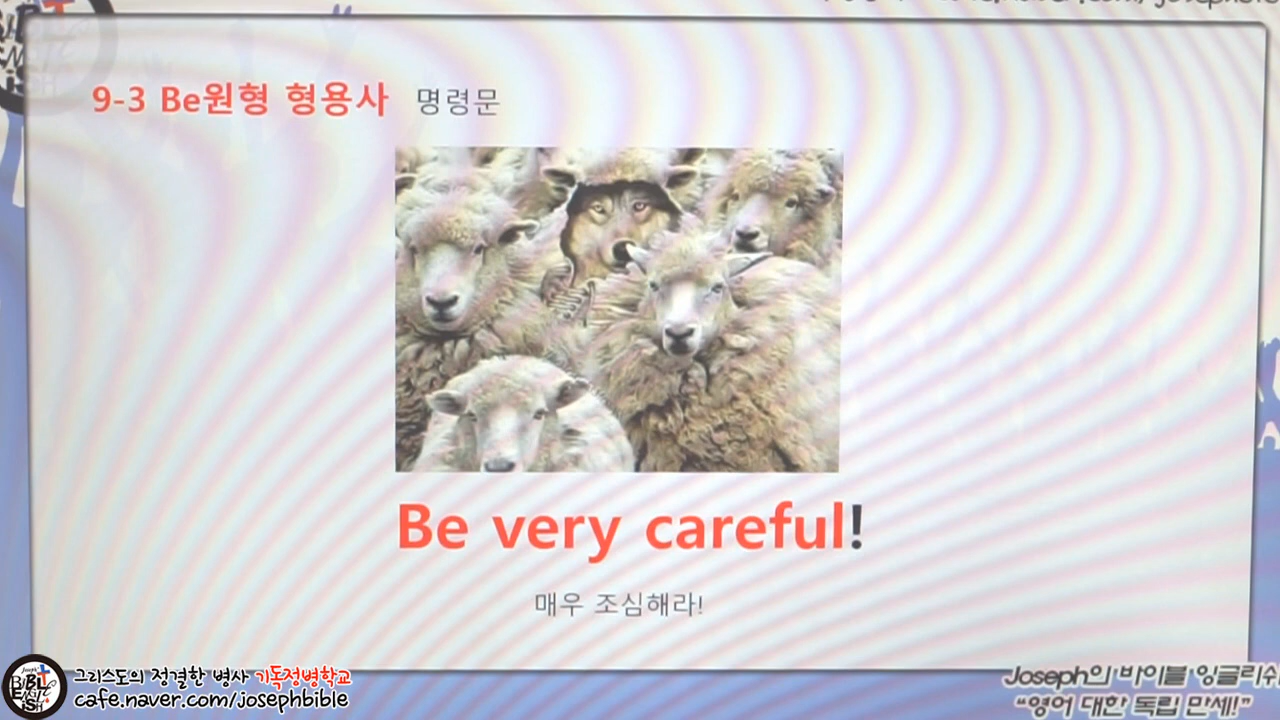 9-3 Be원형 형용사 명령문
Be very careful!
매우 조심해라!
그리스도의 정결한 병사 기독정병학교
cafe.naver.com/josephbible
Joseph의 바이블 잉글리쉬
"영어 대한 독립 만세!"